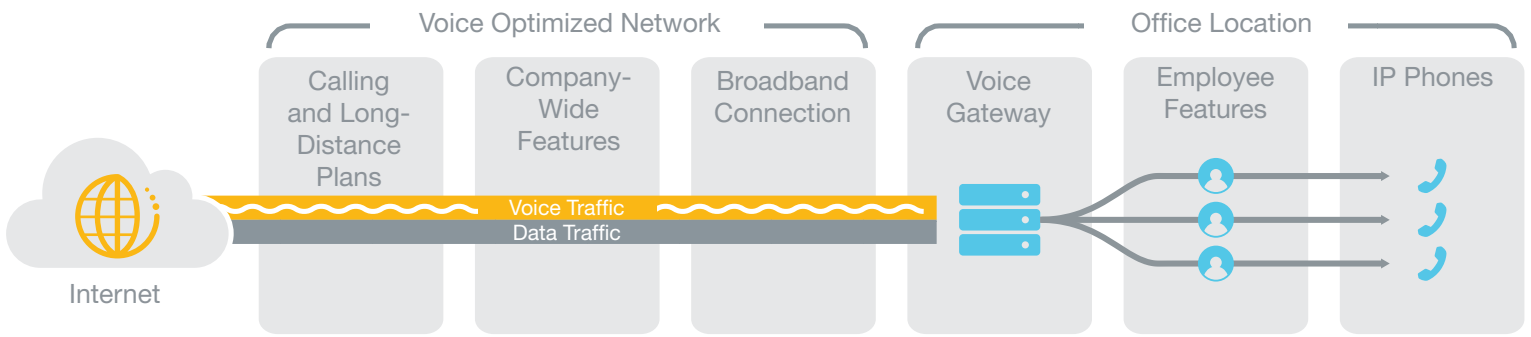 Voice Optimized Network
Office Location
Calling
and Long-
Distance
Plans
Company-
Wide
Features
Broadband
Connection
Voice
Gateway
Employee
Features
IP Phones
Voice Traffic
Data Traffic
Internet